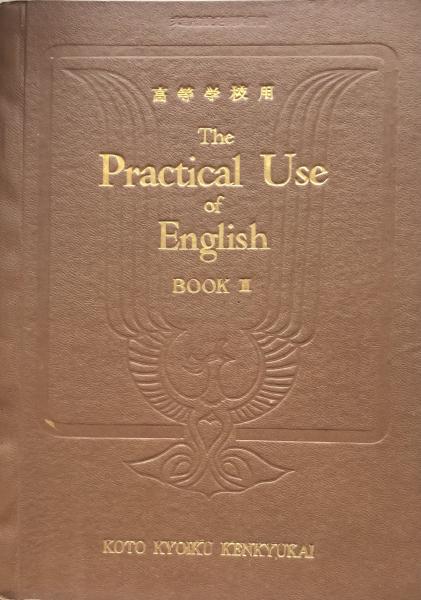 高等学校用
The
Practical Use
of
English
BOOK III
KOTO KYOIKU KENKYUKAI